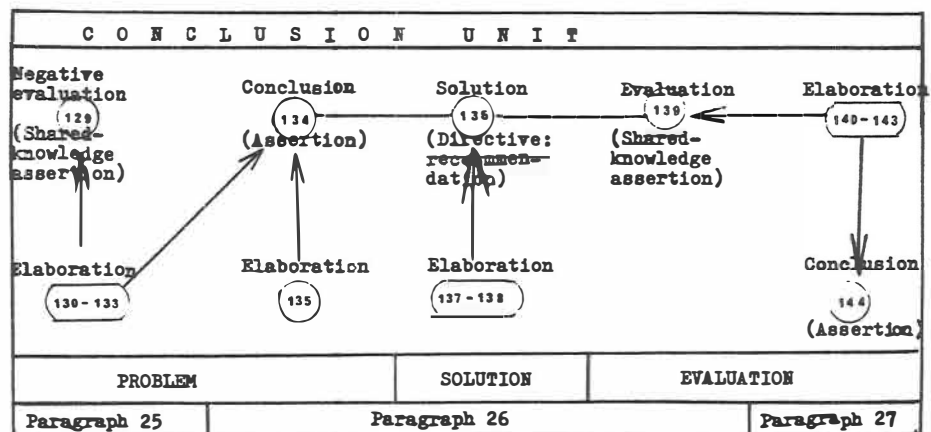 CONCLUSION UNIT
Negative
evaluation
129
(Shared-
knowledge
assertion)
Conclusion
134
(Assertion)
Solution
136
(Directive:
recommen-
dation)
Evaluation
139
(Shared-
knowledge
assertion)
Elaboration
140-143
Elaboration
130-133
Elaboration
135
Elaboration
137-138
Conclusion
144
(Assertion)
PROBLEM
SOLUTION
EVALUATION
Paragraph 25
Paragraph 26
Paragraph 27